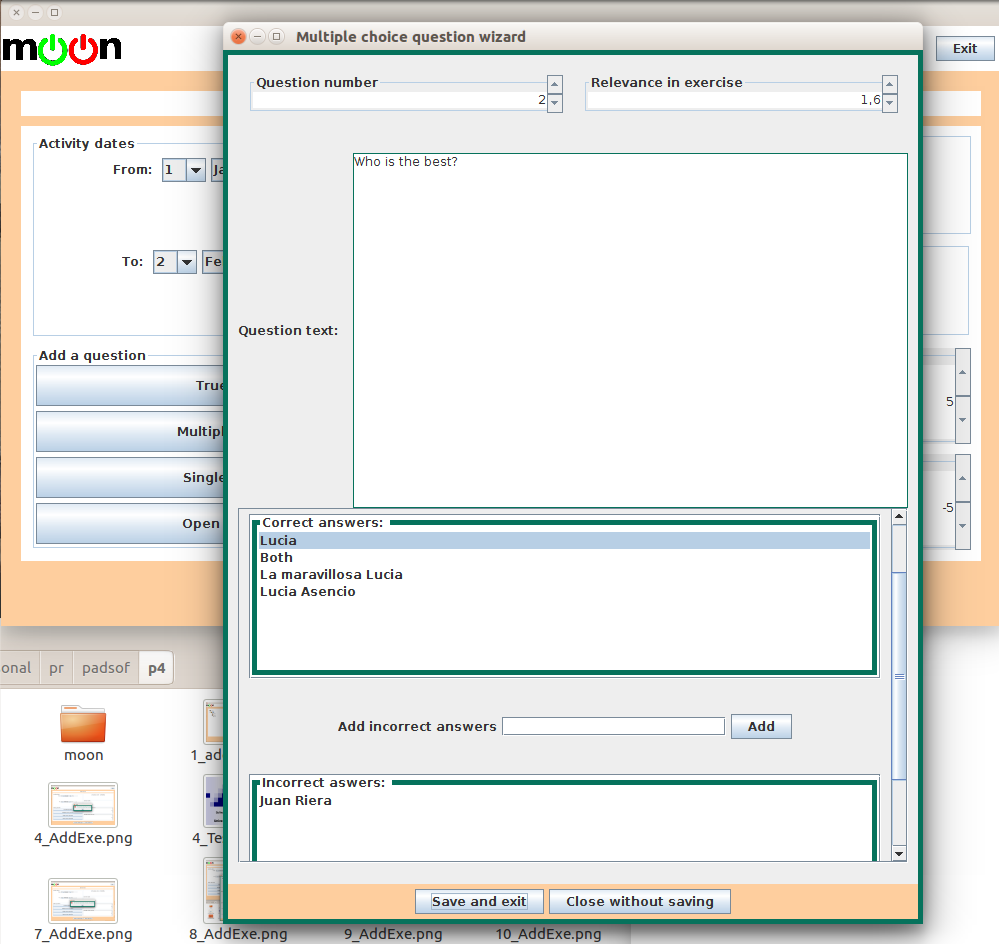 Multiple choice question wizard
moon
Exit
Question number
2
Relevance in exercise
1,6
Activity dates
From:
1
Ja
To:
2
Fe
Who is the best?
Question text:
Add a question
True
Multipl
Single
Open
5
-5
Correct answers:
Lucia
Both
La maravillosa Lucia
Lucia Asencio
Add incorrect answers
Add
Incorrect aswers:
Juan Riera
Save and exit
Close without saving
onal
pr
padsof
p4
moon
1_ad
4_AddExe.png
4_Te
7_AddExe.png
8_AddExe.png
9_AddExe.png
10_AddExe.png